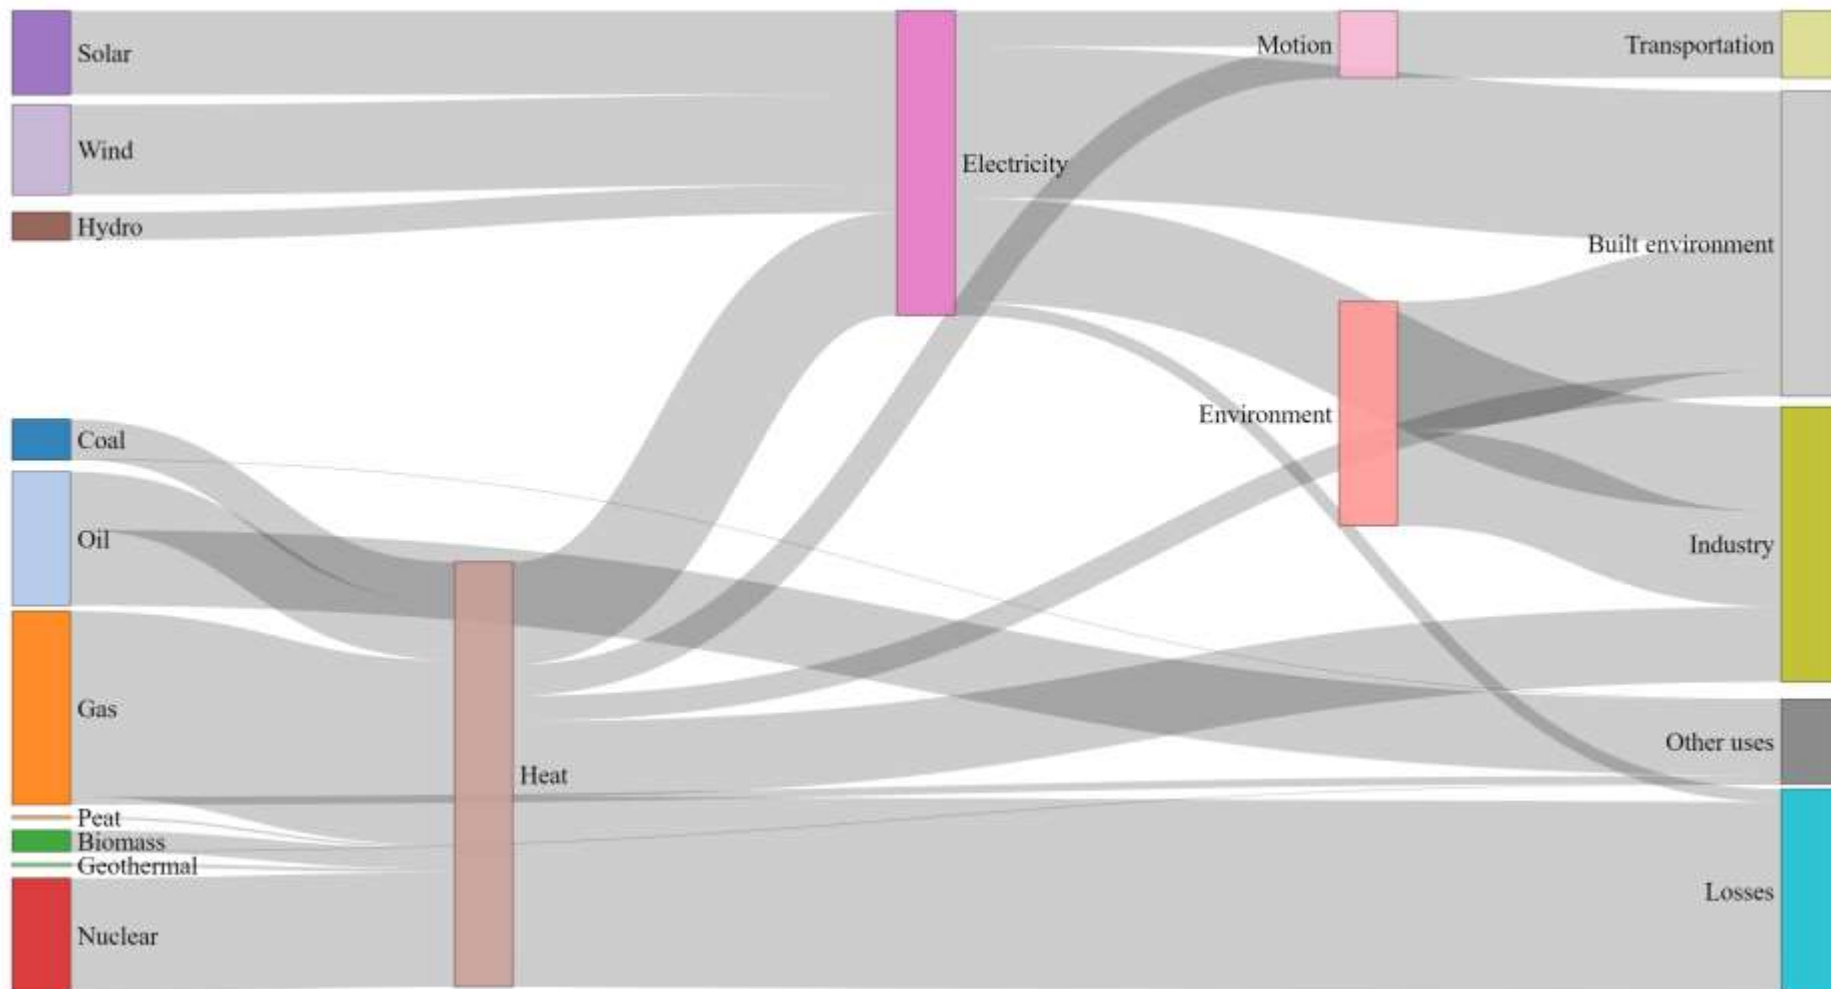 Solar
Wind
Hydro
Coal
Oil
Gas
Peat
Biomass
Geothermal
Nuclear
Heat
Electricity
Motion
Environment
Transportation
Built environment
Industry
Other uses
Losses